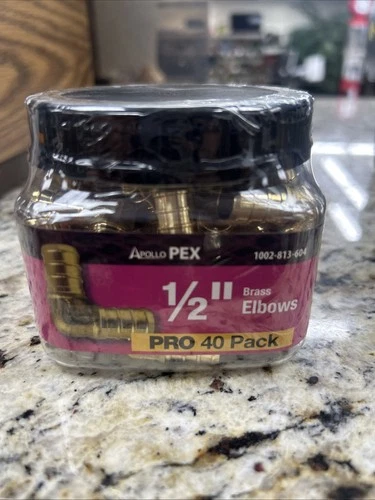 APOLLO PEX 1002-813-604
1/2" Brass
Elbows
PRO 40 Pack